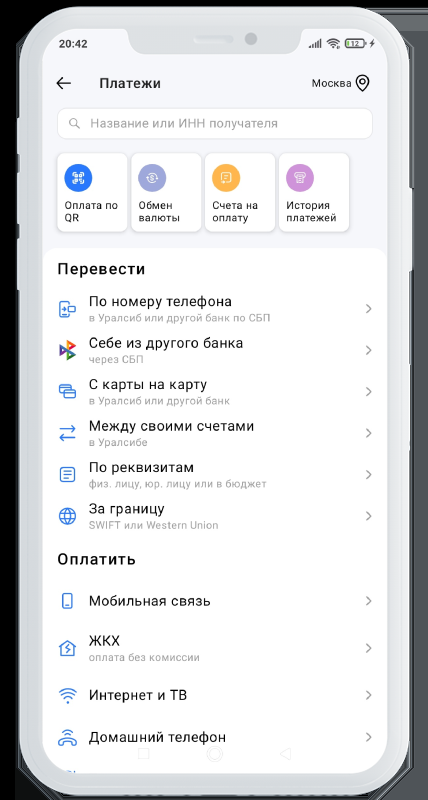 20:42
12
Платежи
Москва
Название или ИНН получателя
Оплата по
QR
Обмен
валюты
Счета на
оплату
История
платежей
Перевести
По номеру телефона
в Уралсиб или другой банк по СБП
Себе из другого банка
через СБП
С карты на карту
в Уралсиб или другой банк
Между своими счетами
в Уралсибе
По реквизитам
физ. лицу, юр. лицу или в бюджет
За границу
SWIFT или Western Union
Оплатить
Мобильная связь
ЖКХ
оплата без комиссии
Интернет и ТВ
Домашний телефон